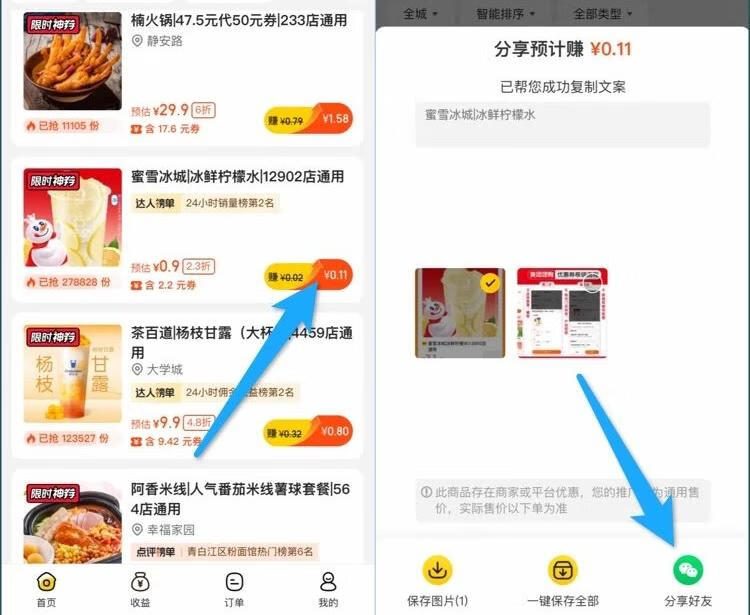 限时神券
楠火锅|47.5元代50元券|233店通用
静安路
预估 ¥29.9 6折
含 17.6 元券
赚 ¥0.79 ¥1.58
已抢 11105 份
限时神券
蜜雪冰城|冰鲜柠檬水|12902店通用
达人榜单 24小时销量榜第2名
预估 ¥0.9 2.3折
含 2.2 元券
赚 ¥0.02 ¥0.11
已抢 278828 份
限时神券
杨枝
甘露
茶百道|杨枝甘露（大杯 4459店通
用
大学城
达人榜单 24小时佣 益榜第2名
预估 ¥9.9 4.8折
含 9.42 元券
赚 ¥0.32 ¥0.80
已抢 123527 份
限时神券
阿香米线|人气番茄米线薯球套餐|56
4店通用
幸福家园
点评榜单 青白江区粉面馆热门榜第6名
首页
收益
订单
我的
全城
智能排序
全部类型
分享预计赚 ¥0.11
已帮您成功复制文案
蜜雪冰城|冰鲜柠檬水
此商品存在商家或平台优惠，您的推广 为通用售
价，实际售价以下单为准
保存图片(1)
一键保存全部
分享好友